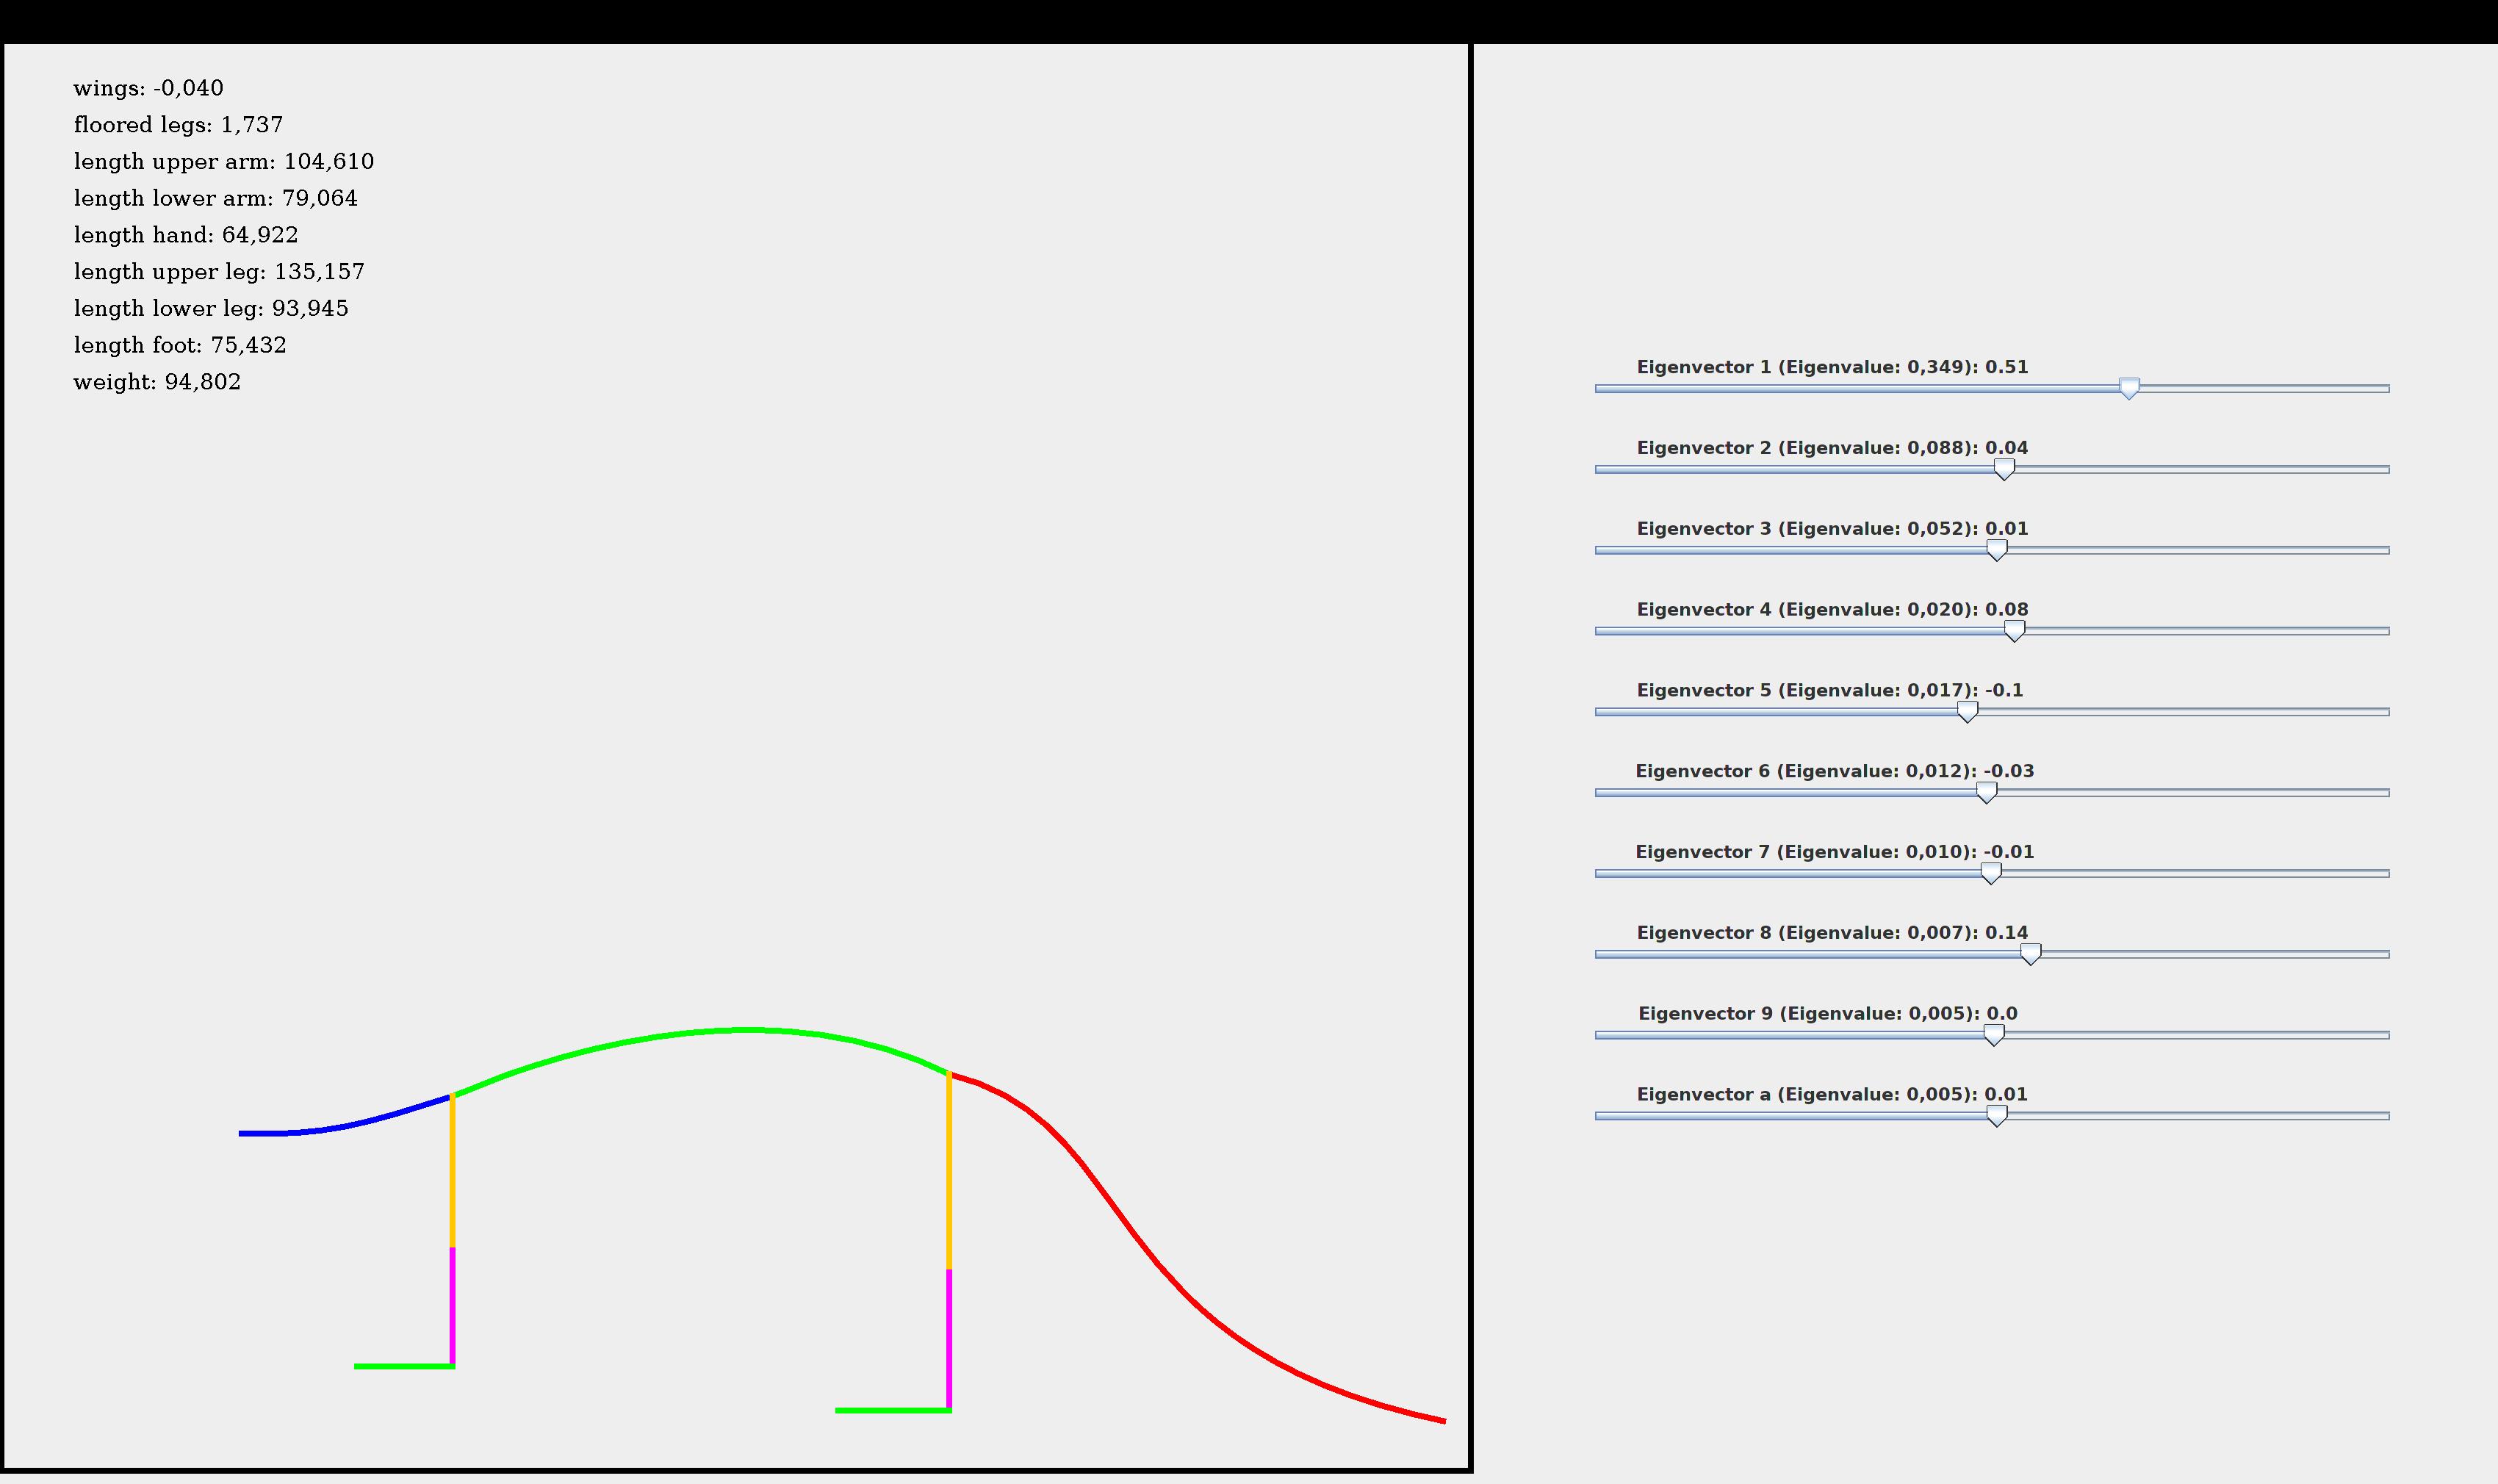 wings: -0,040
floored legs: 1,737
length upper arm: 104,610
length lower arm: 79,064
length hand: 64,922
length upper leg: 135,157
length lower leg: 93,945
length foot: 75,432
weight: 94,802
Eigenvector 1 (Eigenvalue: 0,349): 0.51
Eigenvector 2 (Eigenvalue: 0,088): 0.04
Eigenvector 3 (Eigenvalue: 0,052): 0.01
Eigenvector 4 (Eigenvalue: 0,020): 0.08
Eigenvector 5 (Eigenvalue: 0,017): -0.1
Eigenvector 6 (Eigenvalue: 0,012): -0.03
Eigenvector 7 (Eigenvalue: 0,010): -0.01
Eigenvector 8 (Eigenvalue: 0,007): 0.14
Eigenvector 9 (Eigenvalue: 0,005): 0.0
Eigenvector a (Eigenvalue: 0,005): 0.01